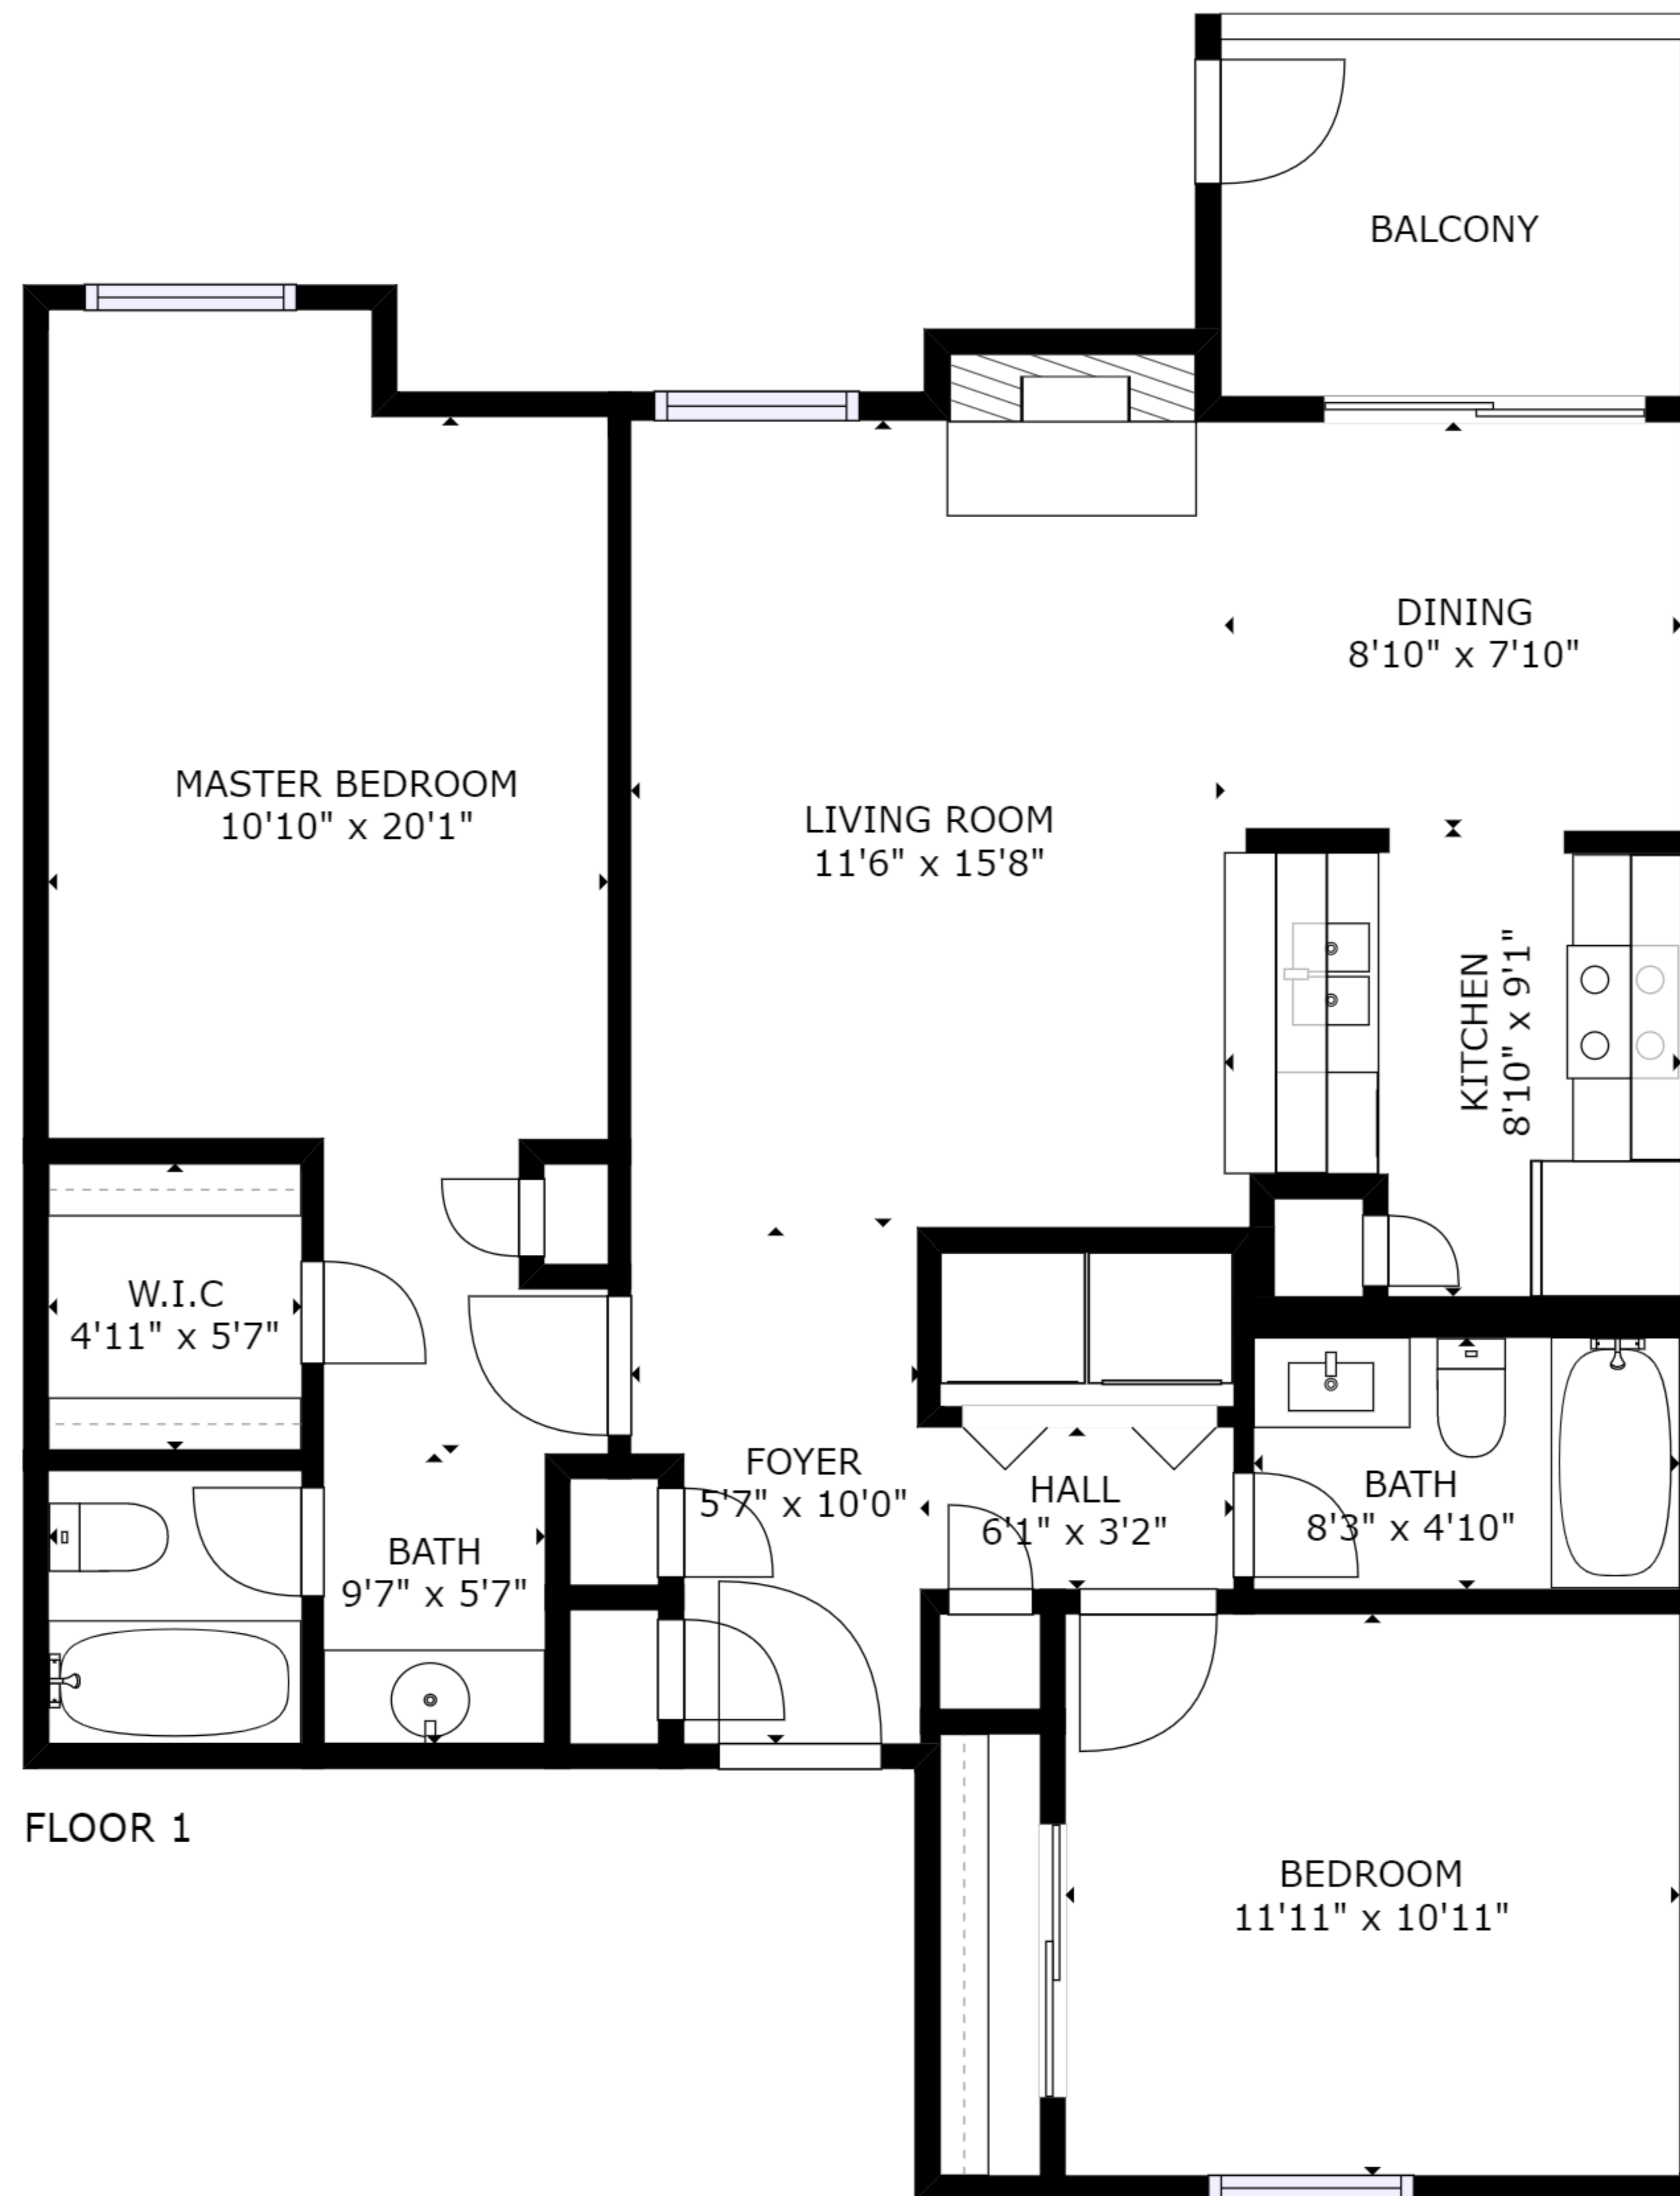 BALCONY
DINING
8'10" x 7'10"
MASTER BEDROOM
10'10" x 20'1"
LIVING ROOM
11'6" x 15'8"
KITCHEN
8'10" x 9'1"
W.I.C
4'11" x 5'7"
FOYER
5'7" x 10'0"
HALL
6'1" x 3'2"
BATH
8'3" x 4'10"
BATH
9'7" x 5'7"
FLOOR 1
BEDROOM
11'11" x 10'11"